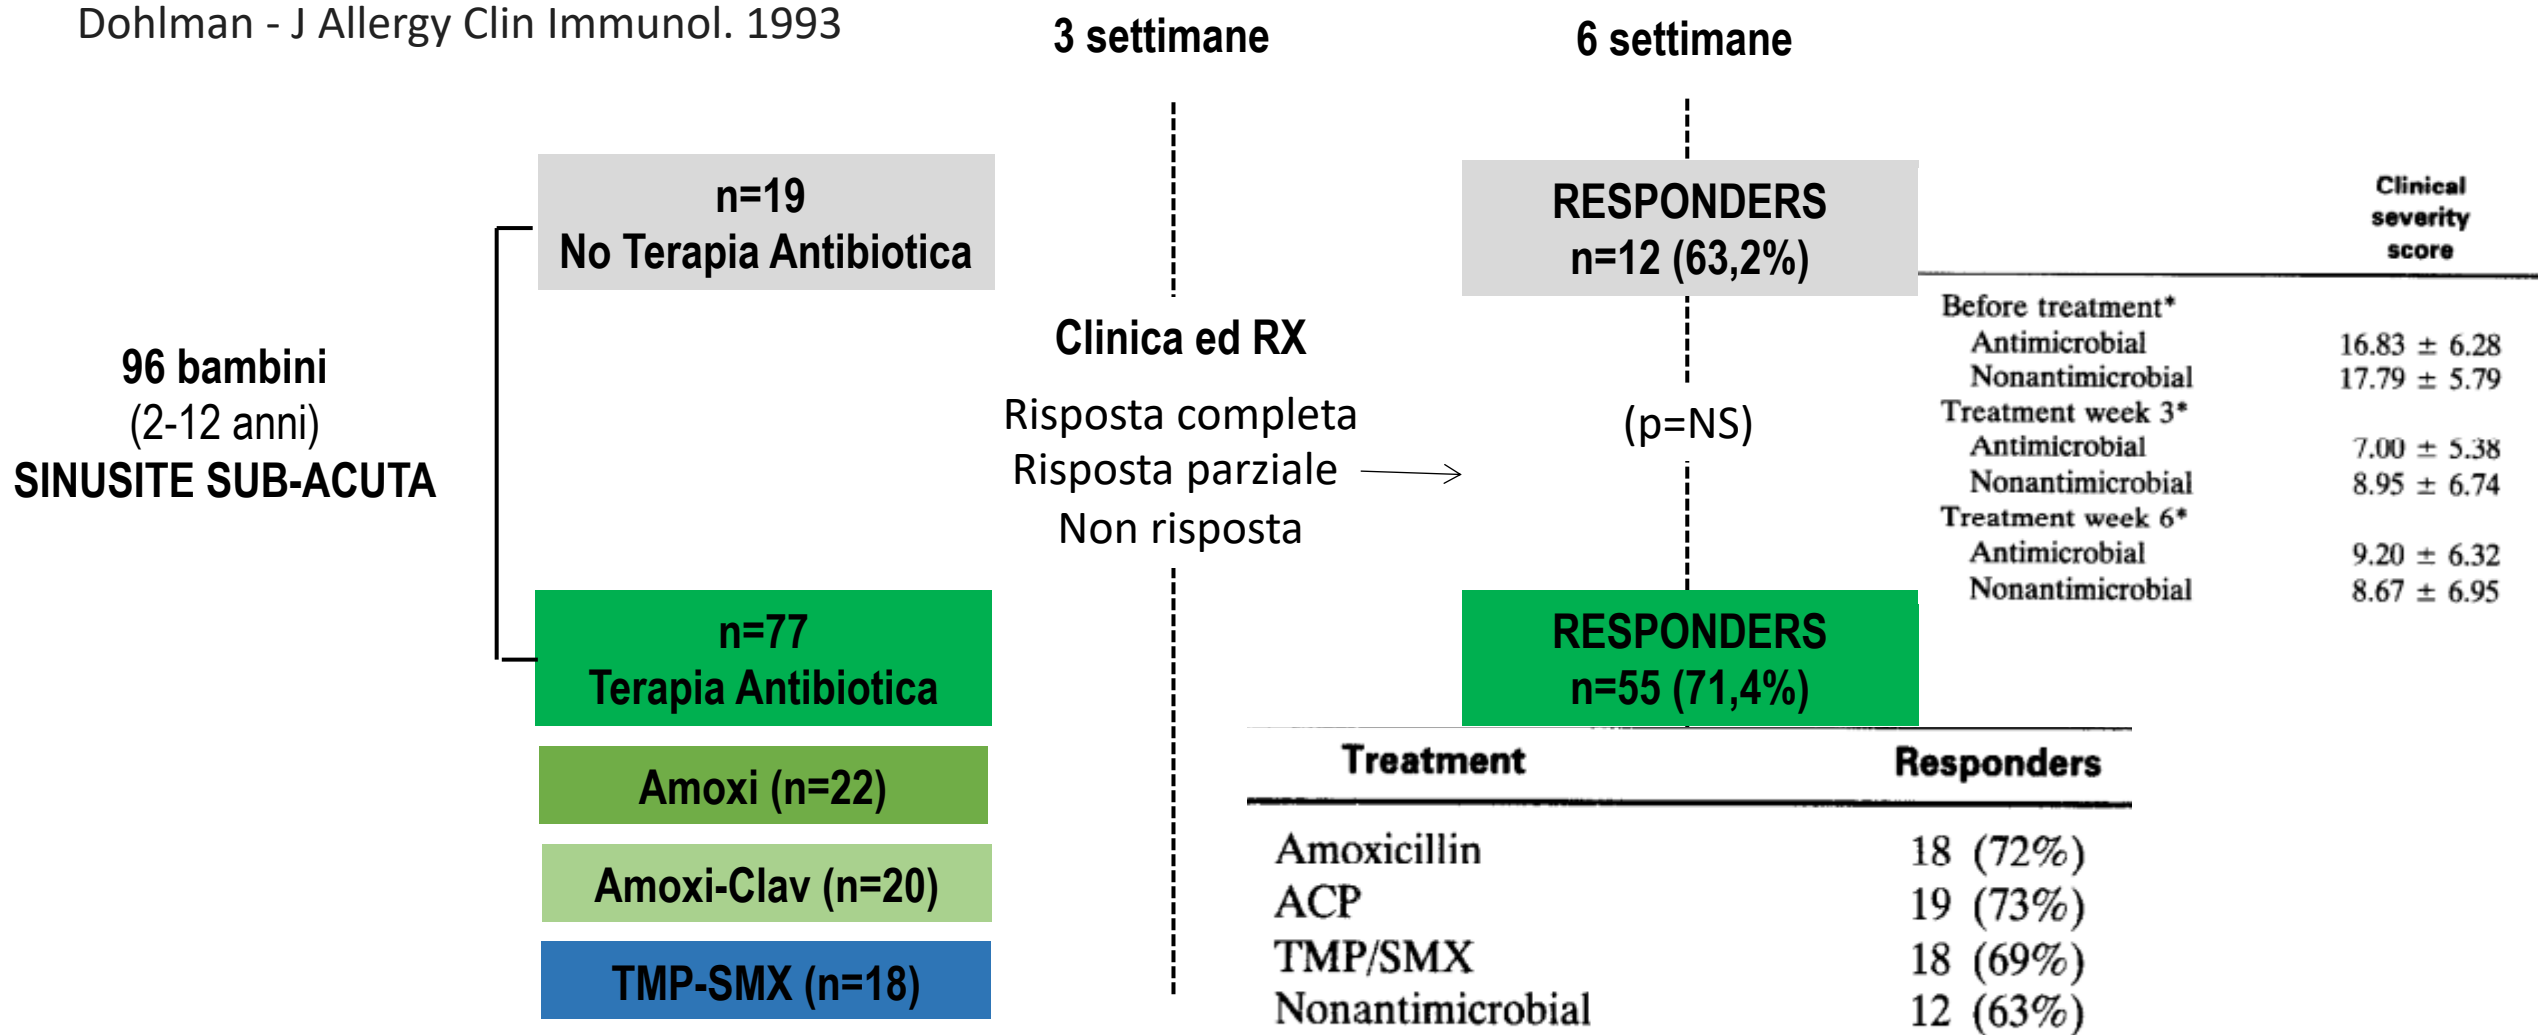 Dohlman - J Allergy Clin Immunol. 1993
3 settimane
6 settimane
96 bambini
(2-12 anni)
SINUSITE SUB-ACUTA
n=19
No Terapia Antibiotica
n=77
Terapia Antibiotica
Amoxi (n=22)
Amoxi-Clav (n=20)
TMP-SMX (n=18)
Clinica ed RX
Risposta completa
Risposta parziale
Non risposta
RESPONDERS
n=12 (63,2%)
(p=NS)
RESPONDERS
n=55 (71,4%)
Clinical
severity
score
Before treatment*
Antimicrobial 16.83 ± 6.28
Nonantimicrobial 17.79 ± 5.79
Treatment week 3*
Antimicrobial 7.00 ± 5.38
Nonantimicrobial 8.95 ± 6.74
Treatment week 6*
Antimicrobial 9.20 ± 6.32
Nonantimicrobial 8.67 ± 6.95
Treatment Responders
Amoxicillin 18 (72%)
ACP 19 (73%)
TMP/SMX 18 (69%)
Nonantimicrobial 12 (63%)